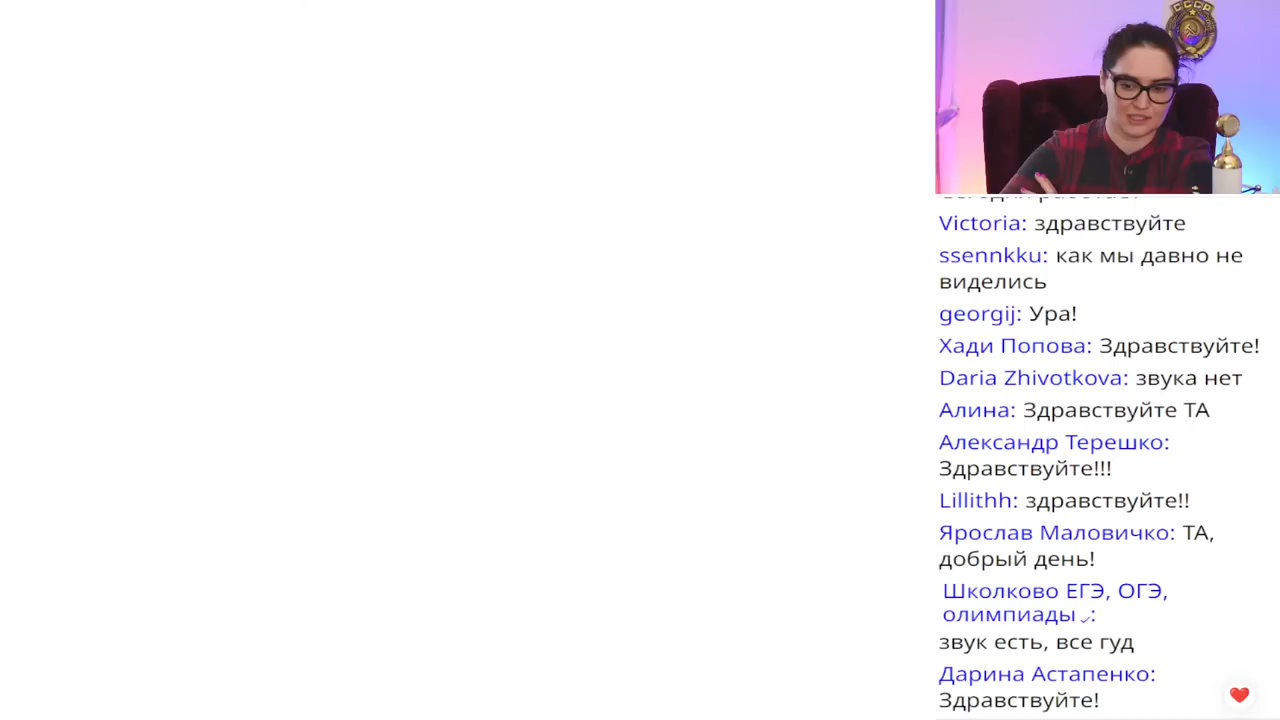 СССР
Victoria: здравствуйте
ssennkku: как мы давно не
виделись
georgij: Ура!
Хади Попова: Здравствуйте!
Daria Zhivotkova: звука нет
Алина: Здравствуйте ТА
Александр Терешко:
Здравствуйте!!!
Lillithh: здравствуйте!!
Ярослав Маловичко: ТА,
добрый день!
Школково ЕГЭ, ОГЭ,
олимпиады ✓:
звук есть, все гуд
Дарина Астапенко:
Здравствуйте!